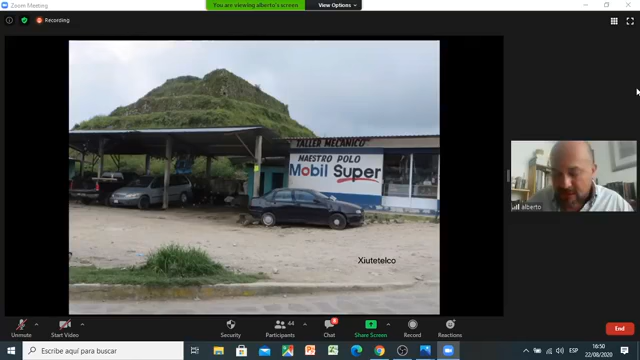 Zoom Meeting
You are viewing alberto's screen
View Options
Recording
TALLER MECANICO
MAESTRO POLO
Mobil Super
Xiutetelco
alberto
Unmute
Start Video
Security
44
Participants
Chat
Share Screen
Record
Reactions
End
Escribe aquí para buscar
ESP
16:50
22/08/2020